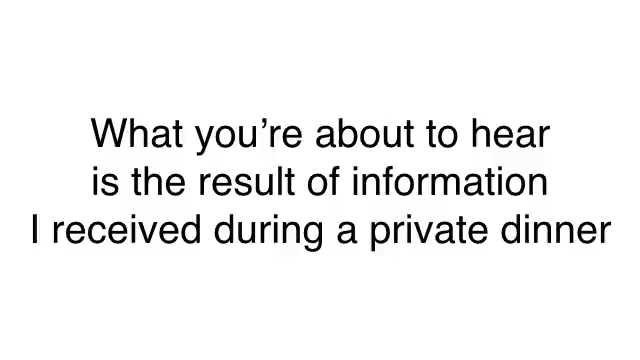 What you’re about to hear
is the result of information
I received during a private dinner